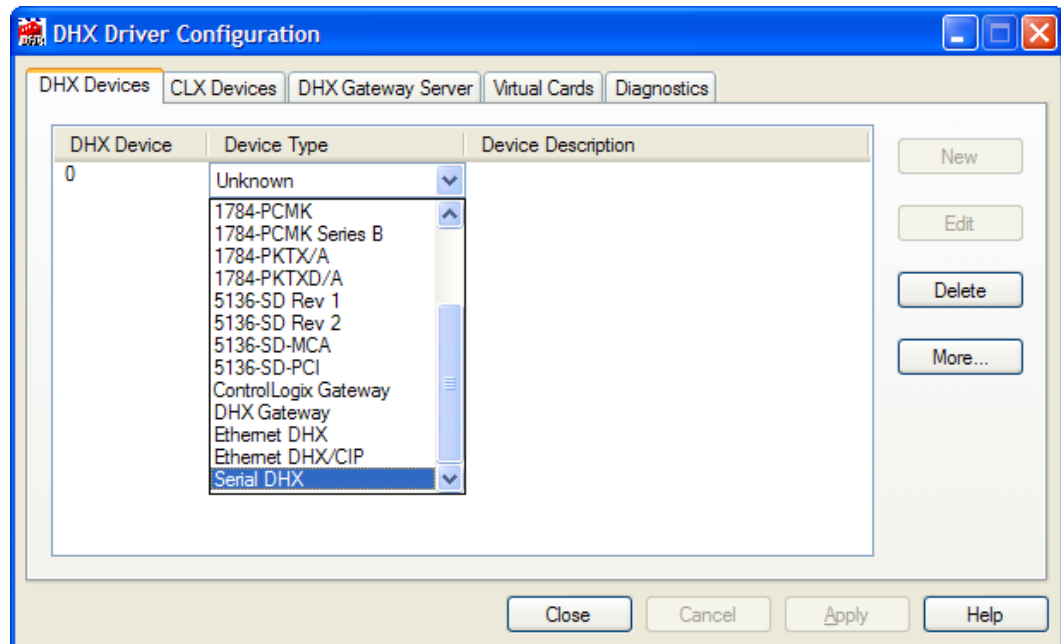 DHX Driver Configuration
DHX Devices CLX Devices DHX Gateway Server Virtual Cards Diagnostics
DHX Device Device Type Device Description
New
0 Unknown
1784-PCMK
1784-PCMK Series B
Edit
1784-PKTX/A
1784-PKTXD/A
5136-SD Rev 1
Delete
5136-SD Rev 2
5136-SD-MCA
5136-SD-PCI
More...
ControlLogix Gateway
DHX Gateway
Ethernet DHX
Ethernet DHX/CIP
Serial DHX
Close Cancel Apply Help